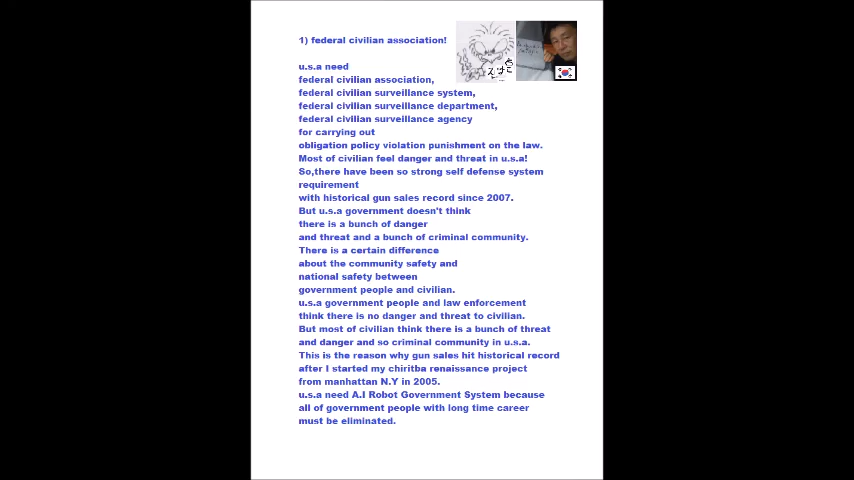 1) federal civilian association!
u.s.a need
federal civilian association,
federal civilian surveillance system,
federal civilian surveillance department,
federal civilian surveillance agency
for carrying out
obligation policy violation punishment on the law.
Most of civilian feel danger and threat in u.s.a!
So,there have been so strong self defense system
requirement
with historical gun sales record since 2007.
But u.s.a government doesn't think
there is a bunch of danger
and threat and a bunch of criminal community.
There is a certain difference
about the community safety and
national safety between
government people and civilian.
u.s.a government people and law enforcement
think there is no danger and threat to civilian.
But most of civilian think there is a bunch of threat
and danger and so criminal community in u.s.a.
This is the reason why gun sales hit historical record
after I started my chiritba renaissance project
from manhattan N.Y in 2005.
u.s.a need A.I Robot Government System because
all of government people with long time career
must be eliminated.